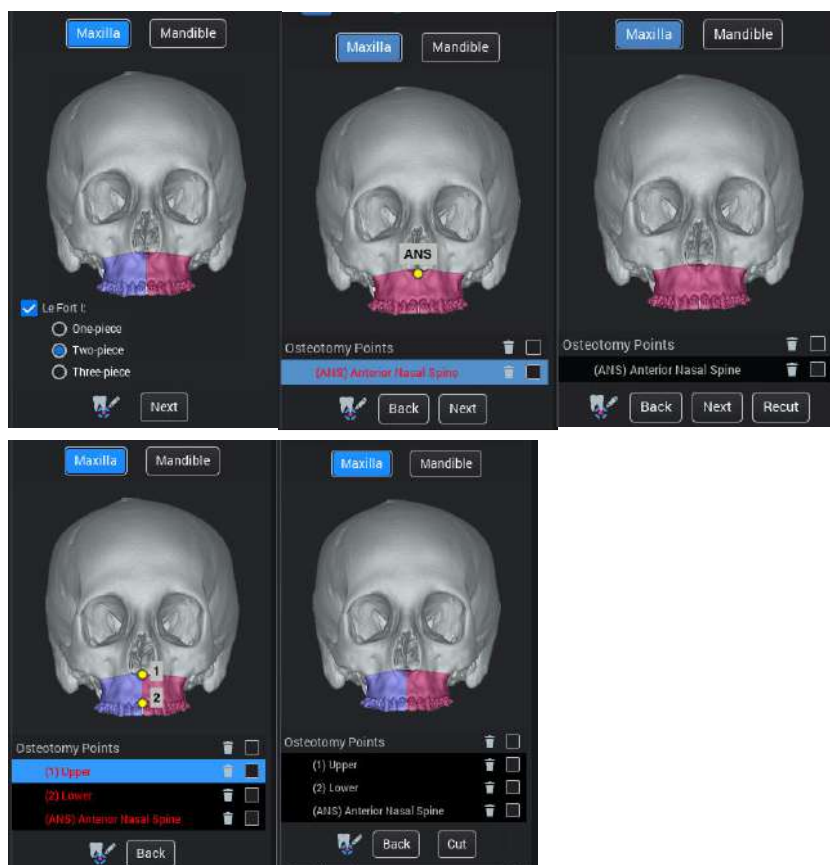 Maxilla Mandible
Le Fort I:
One-piece
Two-piece
Three-piece
Next
Maxilla Mandible
ANS
Osteotomy Points
(ANS) Anterior Nasal Spine
Back Next
Maxilla Mandible
Osteotomy Points
(ANS) Anterior Nasal Spine
Back Next Recut
Maxilla Mandible
1
2
Osteotomy Points
(1) Upper
(2) Lower
(ANS) Anterior Nasal Spine
Back
Maxilla Mandible
Osteotomy Points
(1) Upper
(2) Lower
(ANS) Anterior Nasal Spine
Back Cut